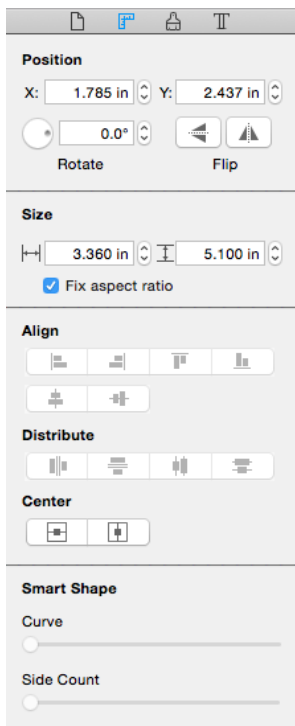 Position
X: 1.785 in Y: 2.437 in
0.0°
Rotate Flip
Size
3.360 in 5.100 in
Fix aspect ratio
Align
Distribute
Center
Smart Shape
Curve
Side Count